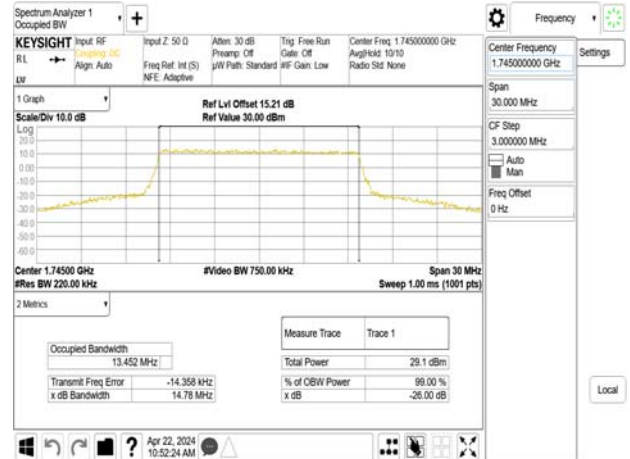 Spectrum Analyzer 1
Occupied BW
Frequency
KEYSIGHT
RL
Input: RF
Coupling: DC
Align: Auto
Input Z: 50 Ω
Freq Ref: Int (S)
NFE: Adaptive
Atten: 30 dB
Preamp: Off
µW Path: Standard
Trig: Free Run
Gate: Off
#IF Gain: Low
Center Freq: 1.745000000 GHz
Avg|Hold: 10/10
Radio Std: None
Center Frequency
1.745000000 GHz
Settings
Span
30.000 MHz
CF Step
3.000000 MHz
Auto
Man
Freq Offset
0 Hz
Local
1 Graph
Scale/Div 10.0 dB
Ref Lvl Offset 15.21 dB
Ref Value 30.00 dBm
Log
20.0
10.0
0.00
-10.0
-20.0
-30.0
-40.0
-50.0
-60.0
Center 1.74500 GHz
#Video BW 750.00 kHz
Span 30 MHz
#Res BW 220.00 kHz
Sweep 1.00 ms (1001 pts)
2 Metrics
Measure Trace
Trace 1
Occupied Bandwidth
13.452 MHz
Total Power
29.1 dBm
Transmit Freq Error
-14.358 kHz
% of OBW Power
99.00 %
x dB Bandwidth
14.78 MHz
x dB
-26.00 dB
?
Apr 22, 2024
10:52:24 AM